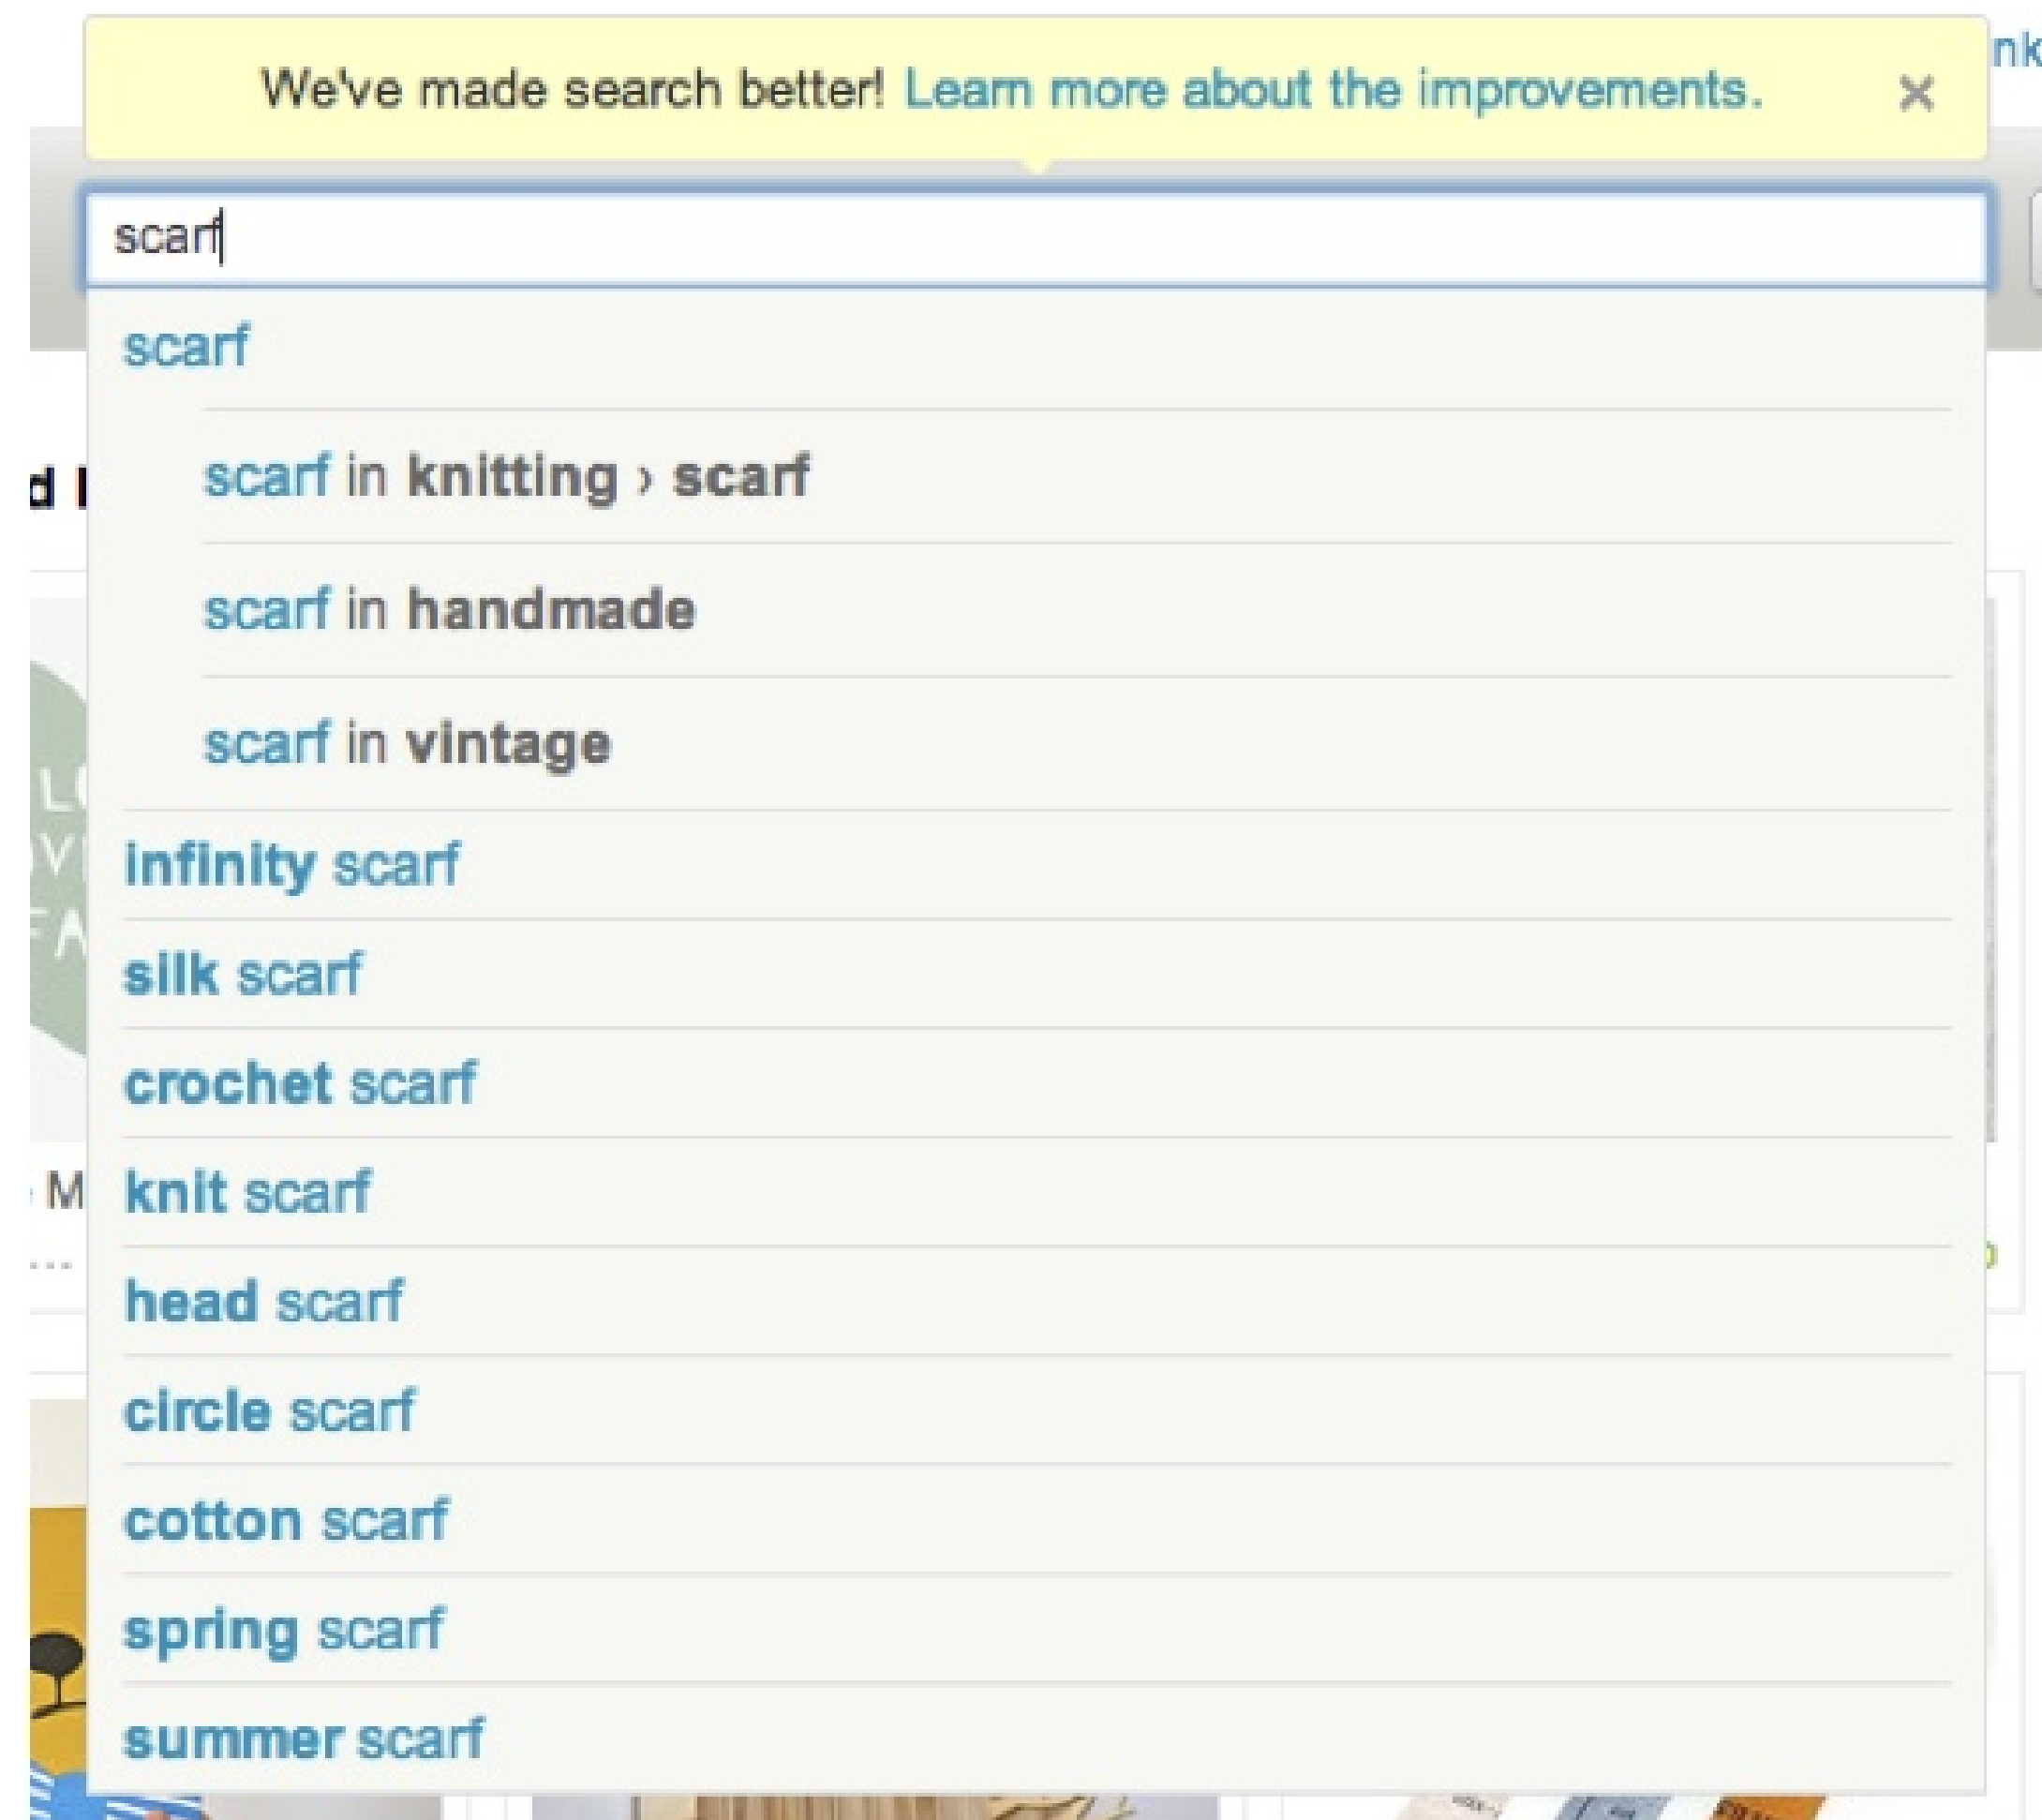 We've made search better! Learn more about the improvements. ×
scarf
scarf
scarf in knitting › scarf
scarf in handmade
scarf in vintage
infinity scarf
silk scarf
crochet scarf
knit scarf
head scarf
circle scarf
cotton scarf
spring scarf
summer scarf